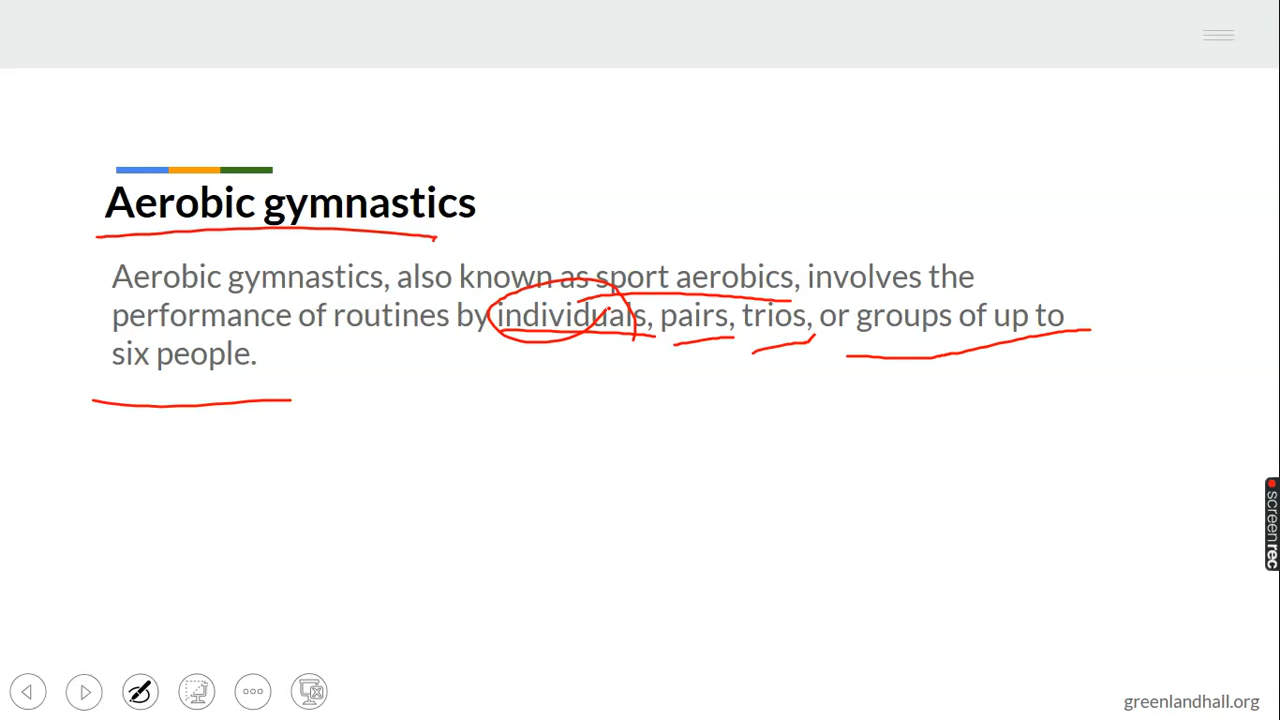 Aerobic gymnastics
Aerobic gymnastics, also known as sport aerobics, involves the
performance of routines by individuals, pairs, trios, or groups of up to
six people.
screenrec
greenlandhall.org